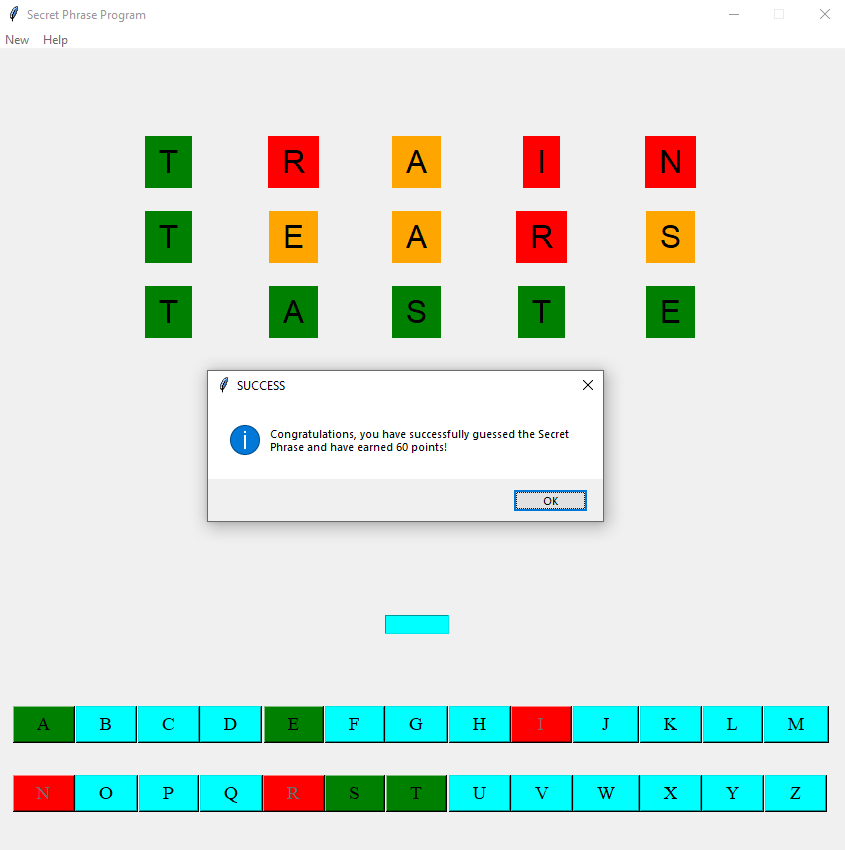 Secret Phrase Program
New Help
T R A I N
T E A R S
T A S T E
SUCCESS
Congratulations, you have successfully guessed the Secret
Phrase and have earned 60 points!
OK
A B C D E F G H I J K L M
N O P Q R S T U V W X Y Z